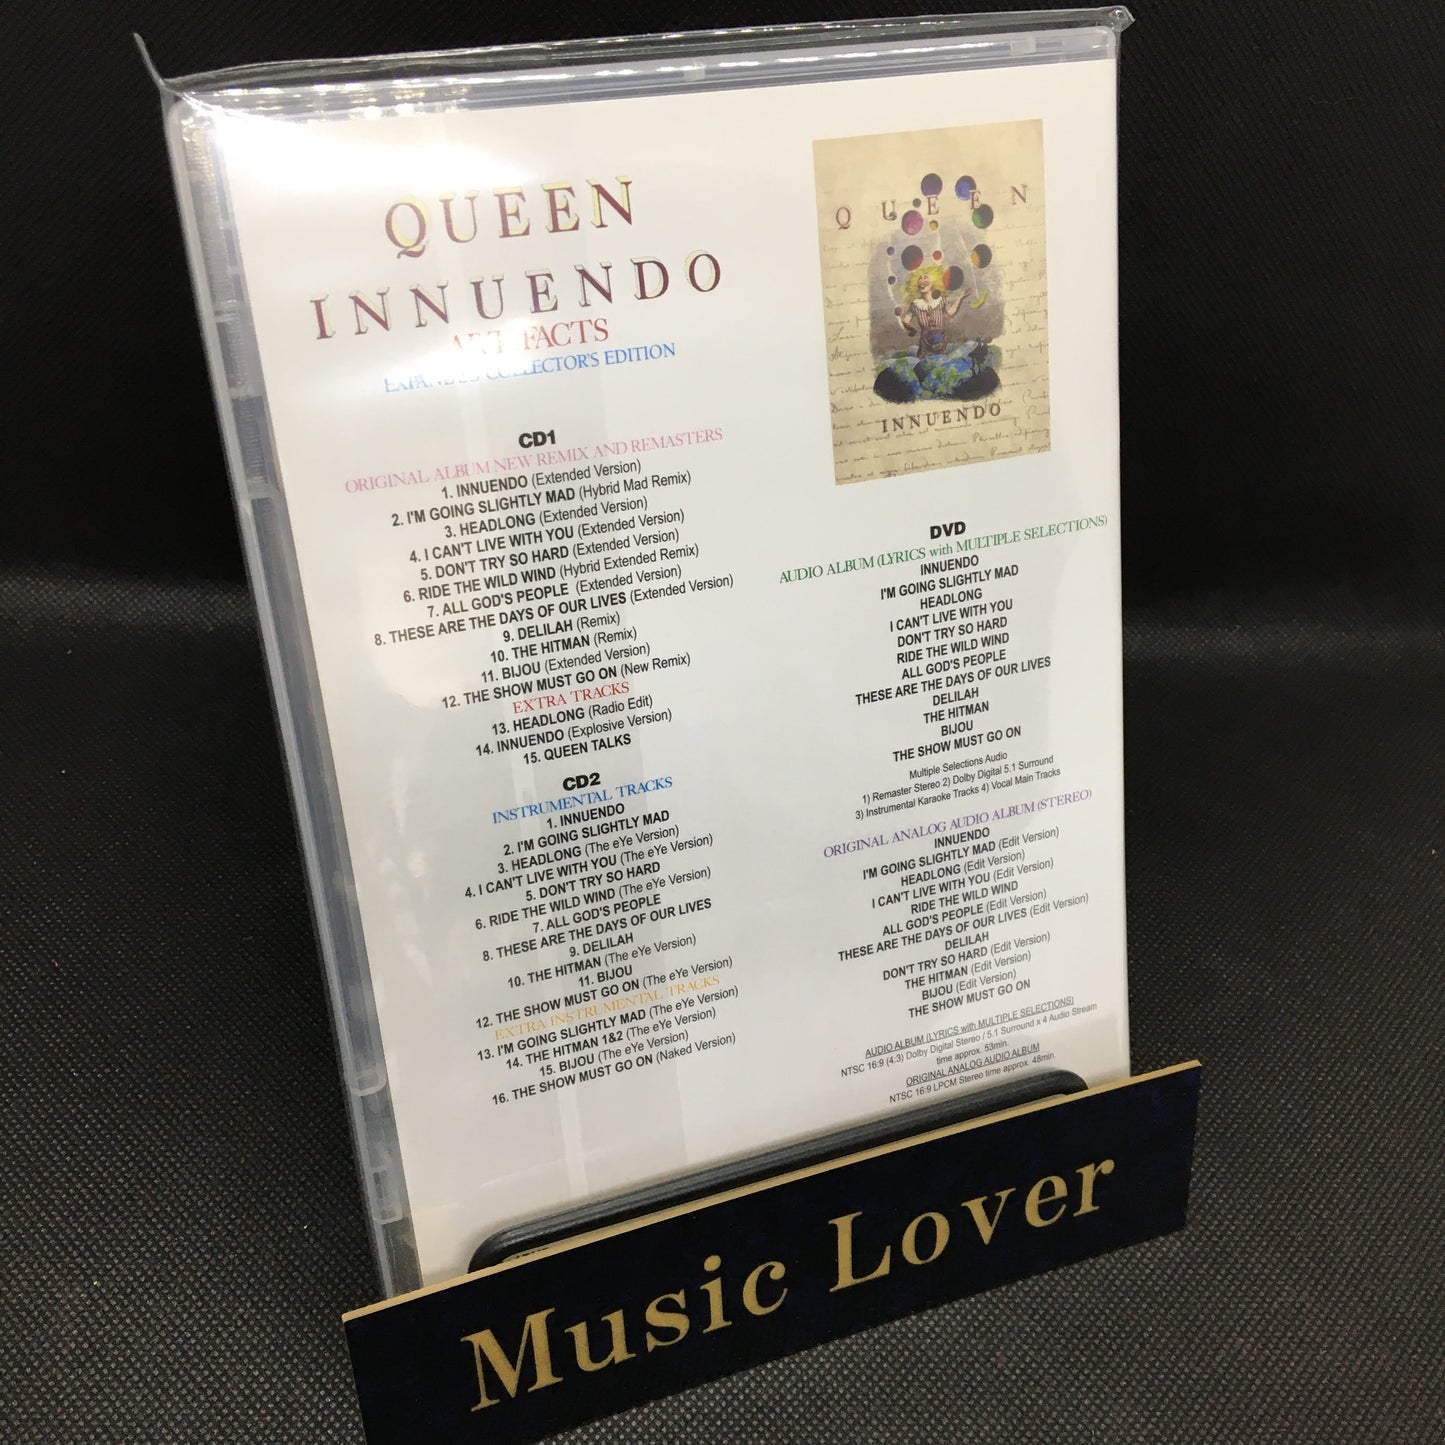 QUEEN
INNUENDO
ART FACTS
EXPANDED COLLECTOR'S EDITION
CD1
ORIGINAL ALBUM NEW REMIX AND REMASTERS
1. INNUENDO (Extended Version)
2. I'M GOING SLIGHTLY MAD (Hybrid Mad Remix)
3. HEADLONG (Extended Version)
4. I CAN'T LIVE WITH YOU (Extended Version)
5. DON'T TRY SO HARD (Extended Version)
6. RIDE THE WILD WIND (Hybrid Extended Remix)
7. ALL GOD'S PEOPLE (Extended Version)
8. THESE ARE THE DAYS OF OUR LIVES (Extended Version)
9. DELILAH (Remix)
10. THE HITMAN (Remix)
11. BIJOU (Extended Version)
12. THE SHOW MUST GO ON (New Remix)
EXTRA TRACKS
13. HEADLONG (Radio Edit)
14. INNUENDO (Explosive Version)
15. QUEEN TALKS
CD2
INSTRUMENTAL TRACKS
1. INNUENDO
2. I'M GOING SLIGHTLY MAD
3. HEADLONG (The eYe Version)
4. I CAN'T LIVE WITH YOU (The eYe Version)
5. DON'T TRY SO HARD
6. RIDE THE WILD WIND (The eYe Version)
7. ALL GOD'S PEOPLE
8. THESE ARE THE DAYS OF OUR LIVES
9. DELILAH
10. THE HITMAN (The eYe Version)
11. BIJOU
12. THE SHOW MUST GO ON (The eYe Version)
EXTRA INSTRUMENTAL TRACKS
13. I'M GOING SLIGHTLY MAD (The eYe Version)
14. THE HITMAN 1&2 (The eYe Version)
15. BIJOU (The eYe Version)
16. THE SHOW MUST GO ON (Naked Version)
QUEEN
INNUENDO
DVD
AUDIO ALBUM (LYRICS with MULTIPLE SELECTIONS)
INNUENDO
I'M GOING SLIGHTLY MAD
HEADLONG
I CAN'T LIVE WITH YOU
DON'T TRY SO HARD
RIDE THE WILD WIND
ALL GOD'S PEOPLE
THESE ARE THE DAYS OF OUR LIVES
DELILAH
THE HITMAN
BIJOU
THE SHOW MUST GO ON
Multiple Selections Audio
1) Remaster Stereo 2) Dolby Digital 5.1 Surround
3) Instrumental Karaoke Tracks 4) Vocal Main Tracks
ORIGINAL ANALOG AUDIO ALBUM (STEREO)
INNUENDO
I'M GOING SLIGHTLY MAD (Edit Version)
HEADLONG (Edit Version)
I CAN'T LIVE WITH YOU (Edit Version)
RIDE THE WILD WIND
ALL GOD'S PEOPLE (Edit Version)
THESE ARE THE DAYS OF OUR LIVES (Edit Version)
DELILAH
DON'T TRY SO HARD (Edit Version)
THE HITMAN (Edit Version)
BIJOU (Edit Version)
THE SHOW MUST GO ON
AUDIO ALBUM (LYRICS with MULTIPLE SELECTIONS)
NTSC 16:9 (4:3) Dolby Digital Stereo / 5.1 Surround x 4 Audio Stream
time approx. 53min.
ORIGINAL ANALOG AUDIO ALBUM
NTSC 16:9 LPCM Stereo time approx. 48min.
Music Lover